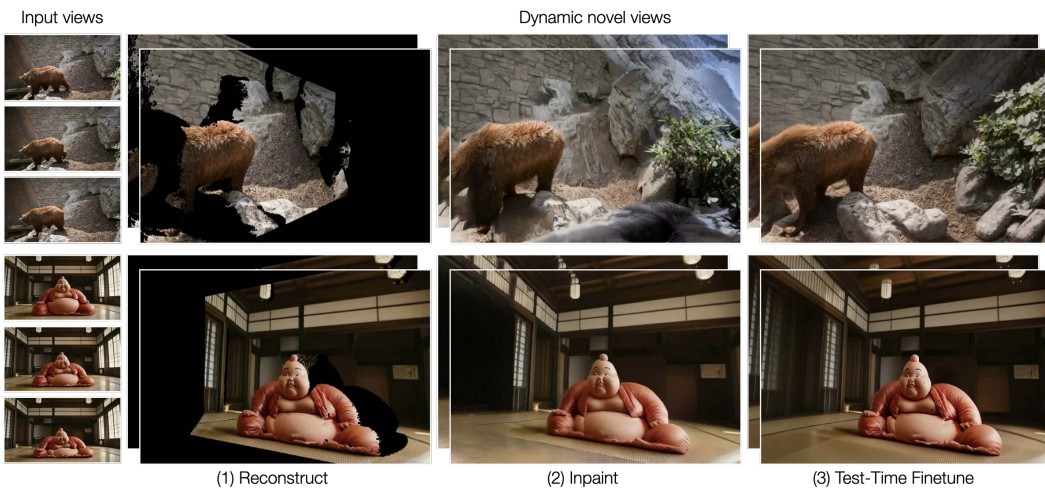 Input views
Dynamic novel views
(1) Reconstruct
(2) Inpaint
(3) Test-Time Finetune